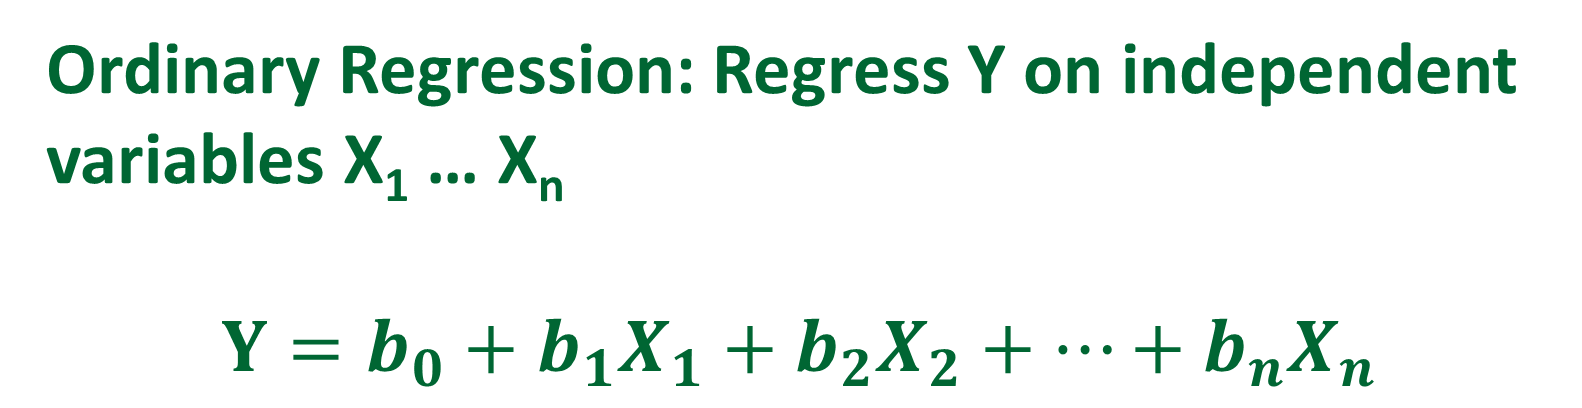 Ordinary Regression: Regress Y on independent
variables X₁ ... Xₙ
Y = b₀ + b₁X₁ + b₂X₂ + ⋯ + bₙXₙ